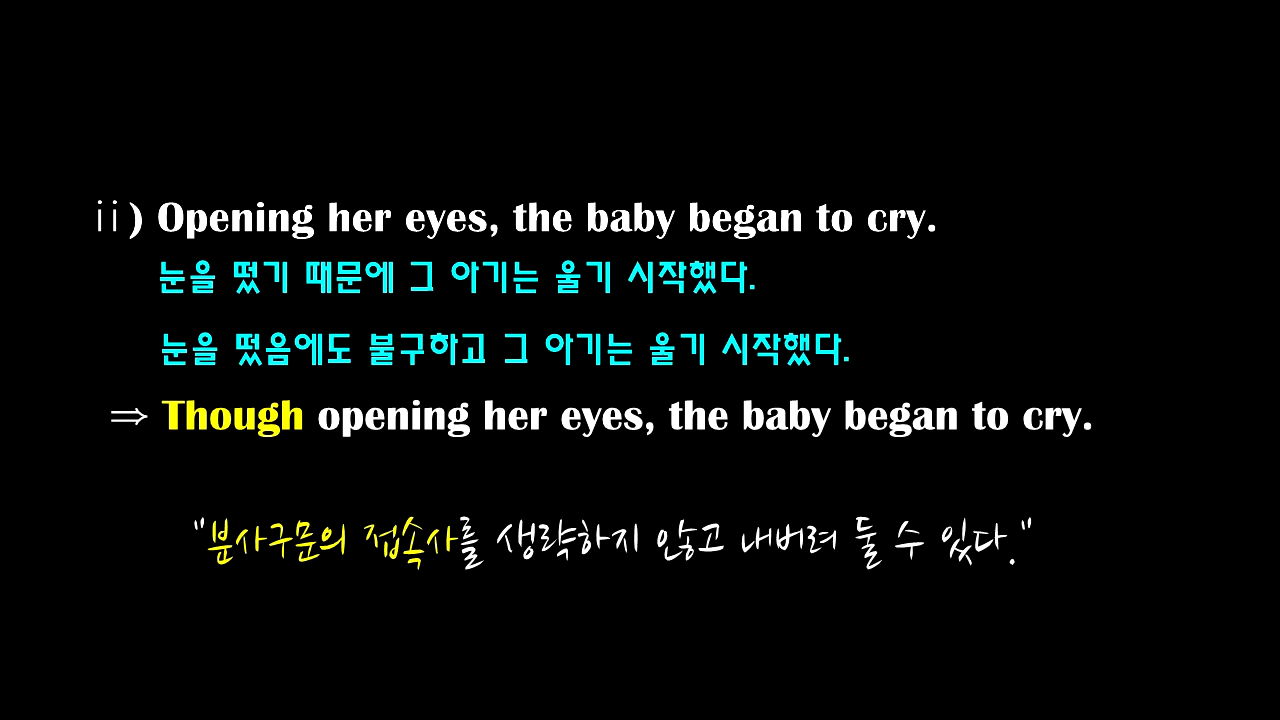 ⅱ) Opening her eyes, the baby began to cry.
눈을 떴기 때문에 그 아기는 울기 시작했다.
눈을 떴음에도 불구하고 그 아기는 울기 시작했다.
⇒ Though opening her eyes, the baby began to cry.
"분사구문의 접속사를 생략하지 않고 내버려 둘 수 있다."